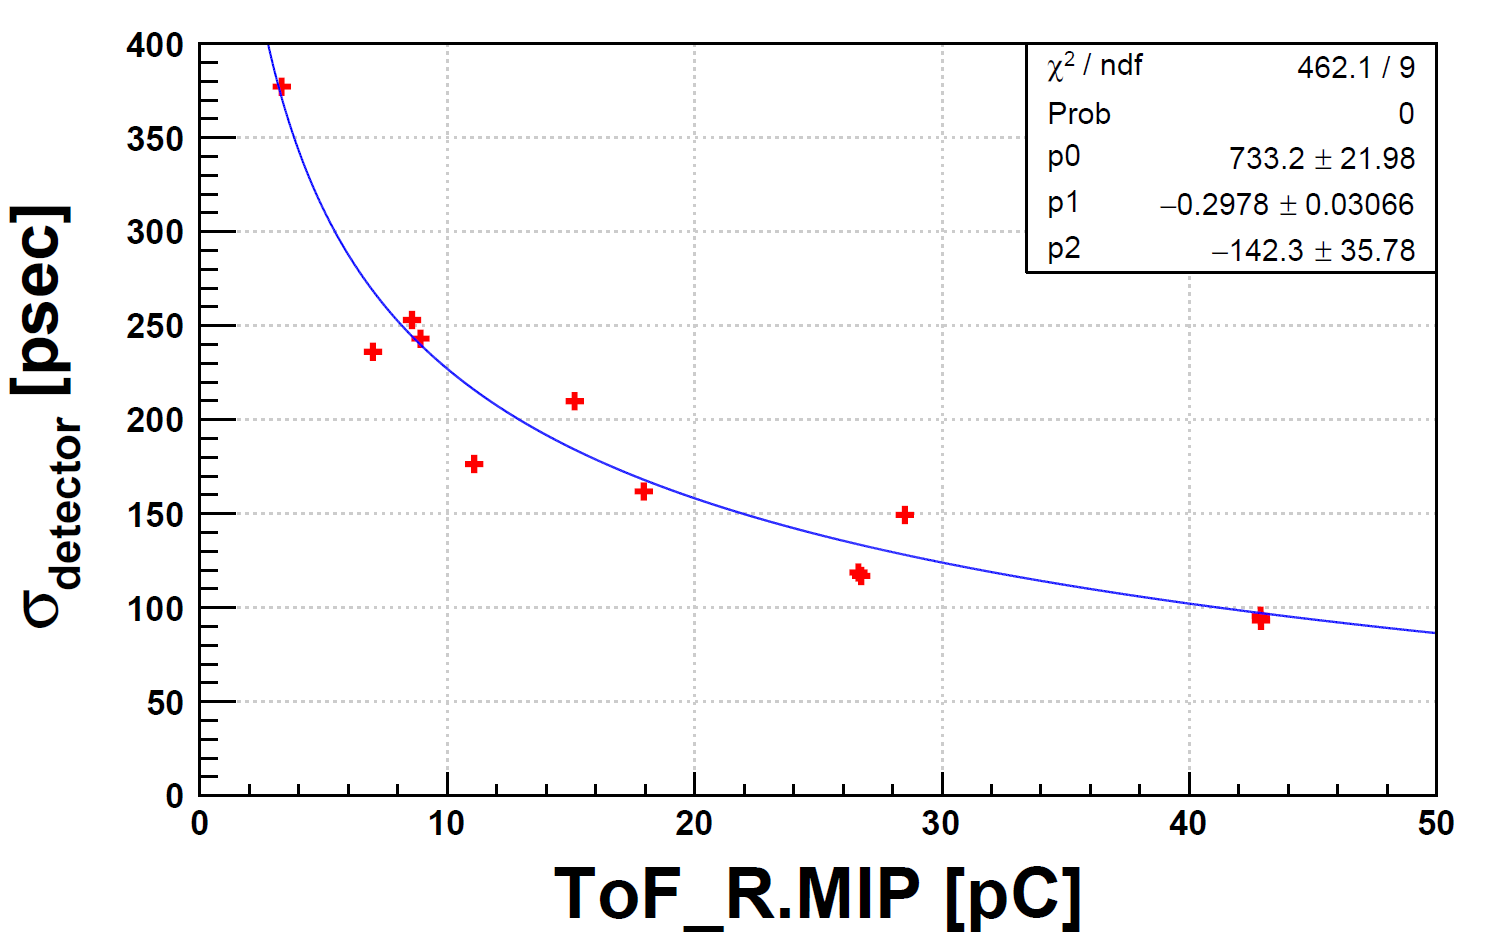 400
350
300
250
200
150
100
50
0
σdetector [psec]
χ² / ndf 462.1 / 9
Prob 0
p0 733.2 ± 21.98
p1 −0.2978 ± 0.03066
p2 −142.3 ± 35.78
0 10 20 30 40 50
ToF_R.MIP [pC]